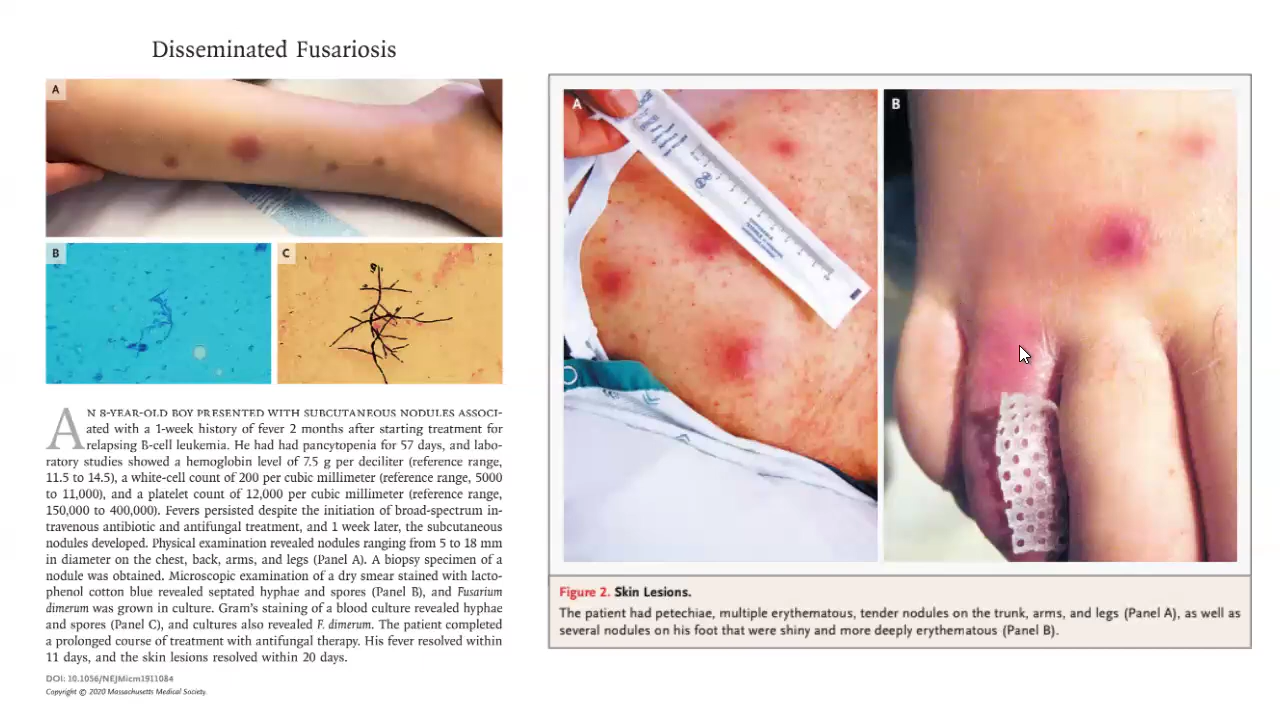 Disseminated Fusariosis
A
B
C
AN 8-YEAR-OLD BOY PRESENTED WITH SUBCUTANEOUS NODULES ASSOCI-
ated with a 1-week history of fever 2 months after starting treatment for
relapsing B-cell leukemia. He had had pancytopenia for 57 days, and labo-
ratory studies showed a hemoglobin level of 7.5 g per deciliter (reference range,
11.5 to 14.5), a white-cell count of 200 per cubic millimeter (reference range, 5000
to 11,000), and a platelet count of 12,000 per cubic millimeter (reference range,
150,000 to 400,000). Fevers persisted despite the initiation of broad-spectrum in-
travenous antibiotic and antifungal treatment, and 1 week later, the subcutaneous
nodules developed. Physical examination revealed nodules ranging from 5 to 18 mm
in diameter on the chest, back, arms, and legs (Panel A). A biopsy specimen of a
nodule was obtained. Microscopic examination of a dry smear stained with lacto-
phenol cotton blue revealed septated hyphae and spores (Panel B), and Fusarium
dimerum was grown in culture. Gram's staining of a blood culture revealed hyphae
and spores (Panel C), and cultures also revealed F. dimerum. The patient completed
a prolonged course of treatment with antifungal therapy. His fever resolved within
11 days, and the skin lesions resolved within 20 days.
DOI: 10.1056/NEJMicm1911084
Copyright © 2020 Massachusetts Medical Society.
A
B
Figure 2. Skin Lesions.
The patient had petechiae, multiple erythematous, tender nodules on the trunk, arms, and legs (Panel A), as well as
several nodules on his foot that were shiny and more deeply erythematous (Panel B).